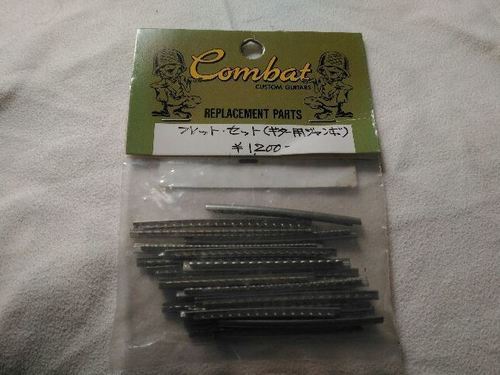 Combat
CUSTOM GUITARS
REPLACEMENT PARTS
フレット・セット(ギター用ジャンボ)
¥1200-